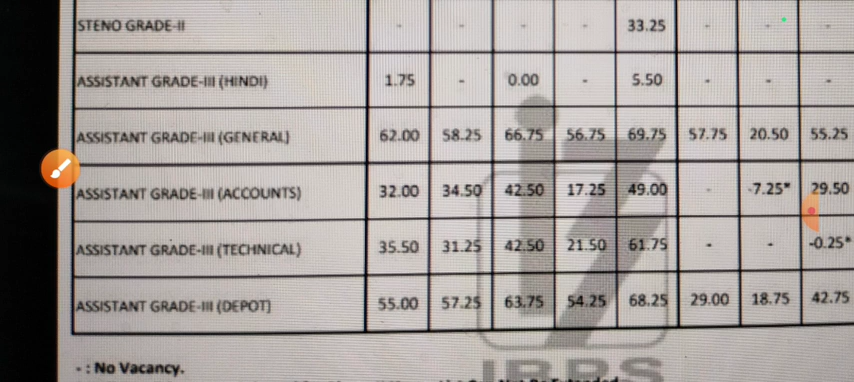 STENO GRADE-II - - - - 33.25 - - -
ASSISTANT GRADE-III (HINDI) 1.75 - 0.00 - 5.50 - - -
ASSISTANT GRADE-III (GENERAL) 62.00 58.25 66.75 56.75 69.75 57.75 20.50 55.25
ASSISTANT GRADE-III (ACCOUNTS) 32.00 34.50 42.50 17.25 49.00 - -7.25* 29.50
ASSISTANT GRADE-III (TECHNICAL) 35.50 31.25 42.50 21.50 61.75 - - -0.25*
ASSISTANT GRADE-III (DEPOT) 55.00 57.25 63.75 54.25 68.25 29.00 18.75 42.75
- : No Vacancy.
IBPS